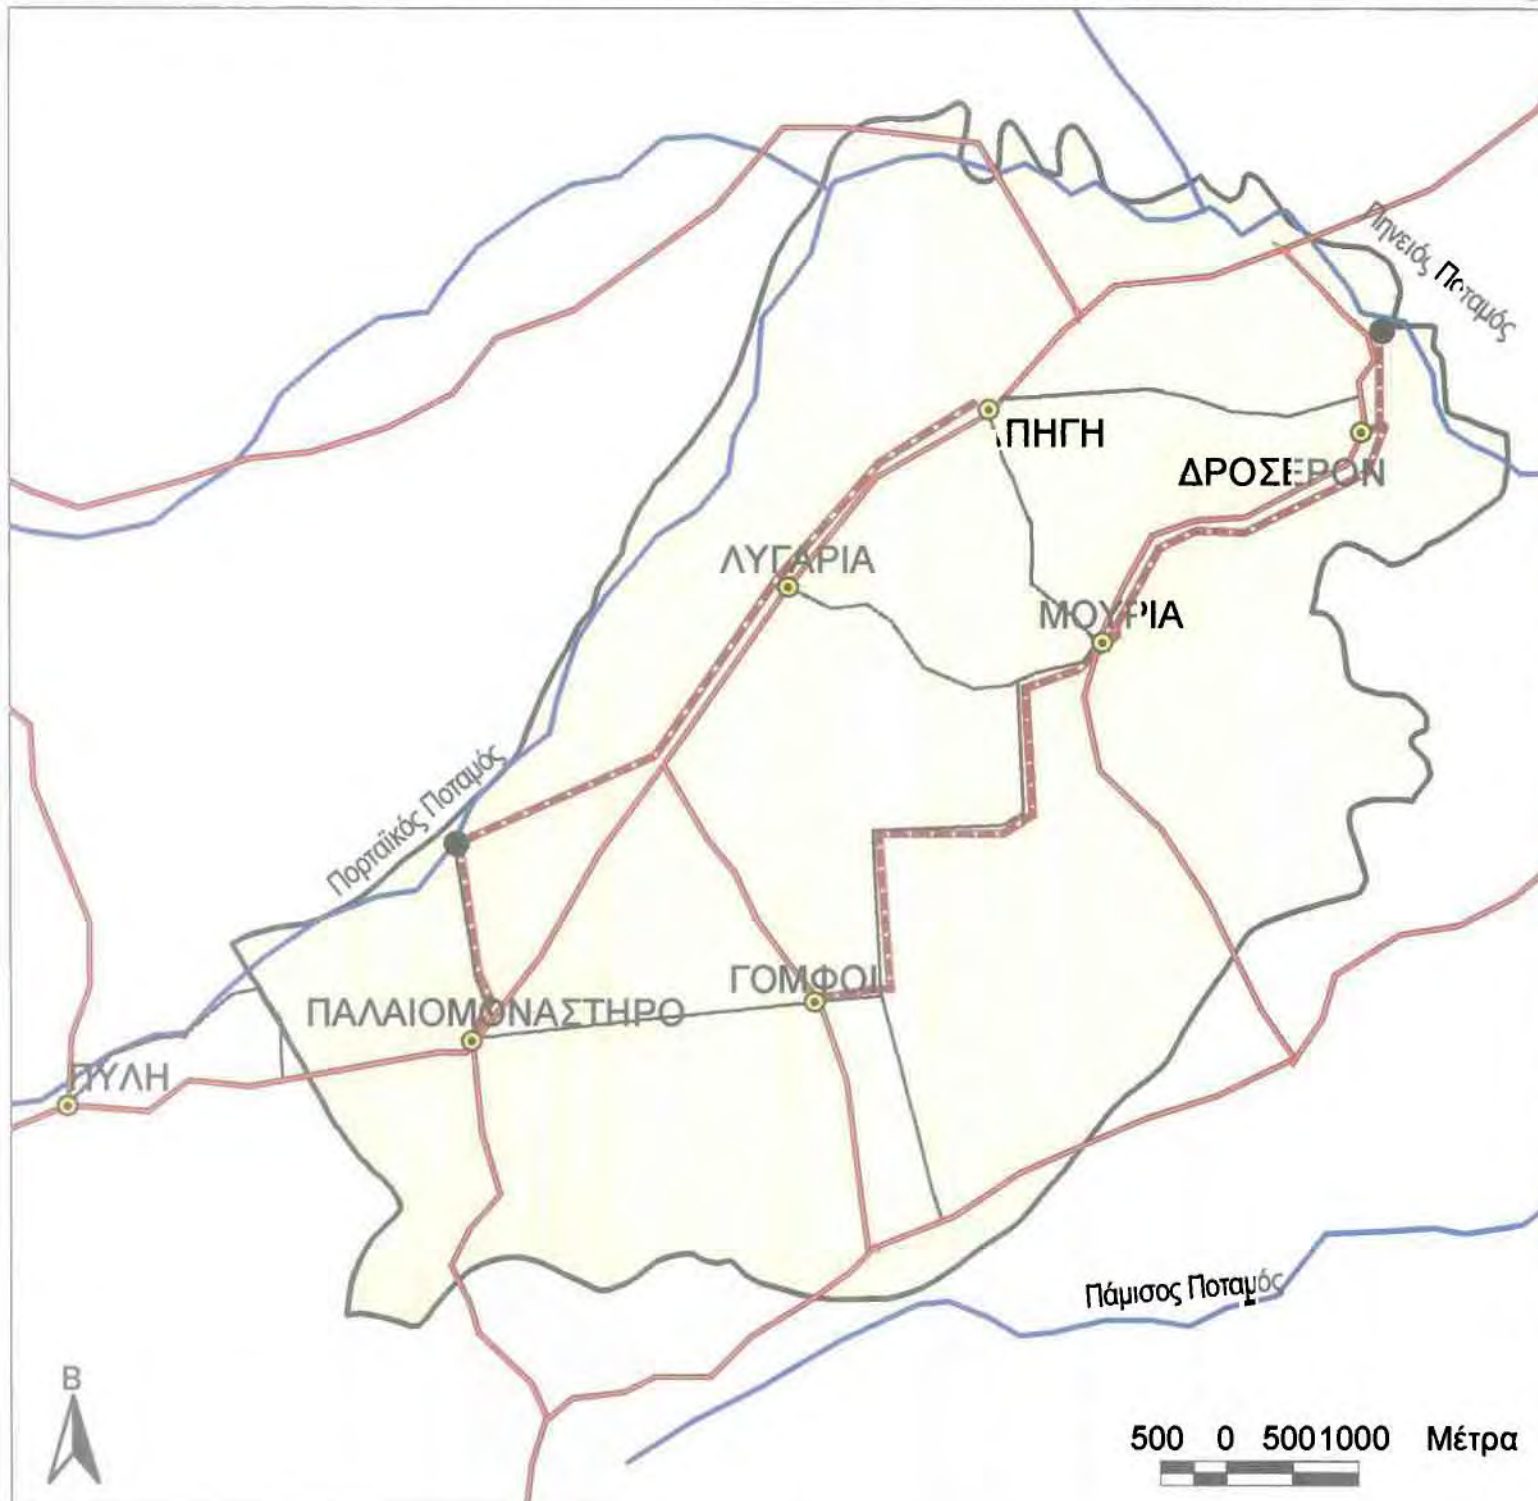 Πηνειός Ποταμός
ΠΗΓΗ
ΔΡΟΣΕΡΟΝ
ΛΥΓΑΡΙΑ
ΜΟΥΡΙΑ
Πορταϊκός Ποταμός
ΓΟΜΦΟΙ
ΠΑΛΑΙΟΜΟΝΑΣΤΗΡΟ
ΠΥΛΗ
Πάμισος Ποταμός
Β
500 0 500 1000 Μέτρα